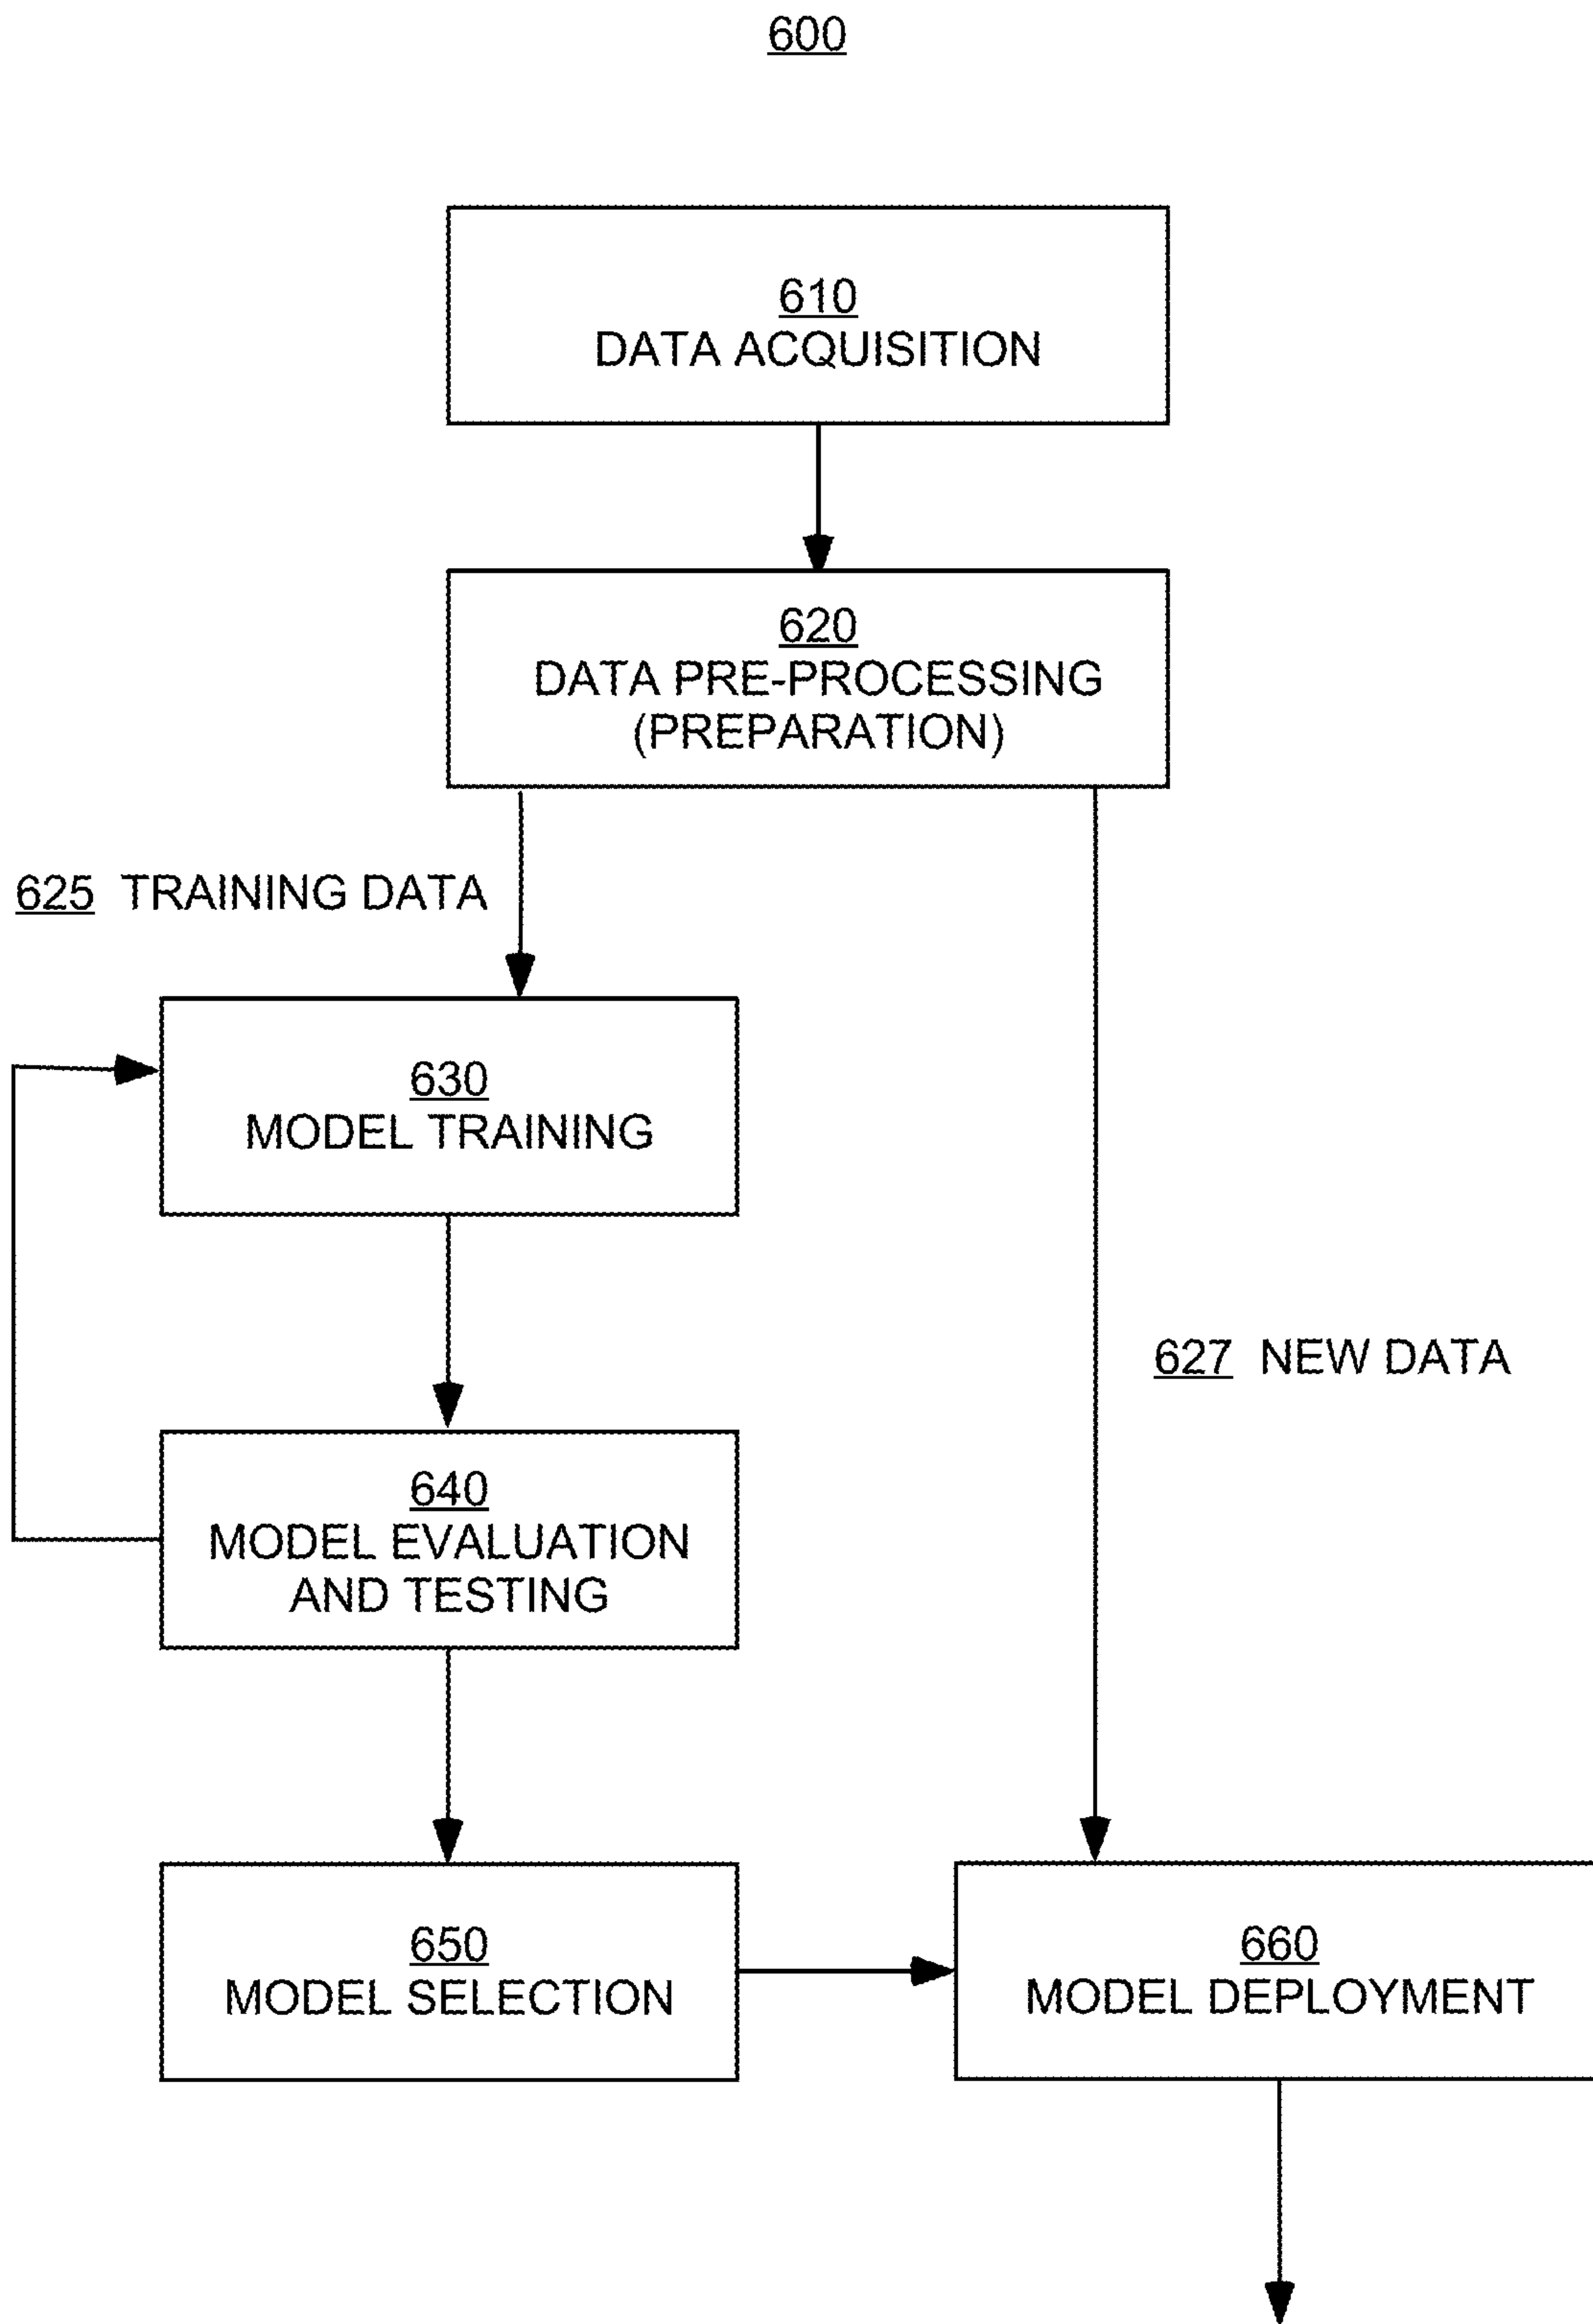 600
610
DATA ACQUISITION
620
DATA PRE-PROCESSING
(PREPARATION)
625 TRAINING DATA
630
MODEL TRAINING
627 NEW DATA
640
MODEL EVALUATION
AND TESTING
650
MODEL SELECTION
660
MODEL DEPLOYMENT